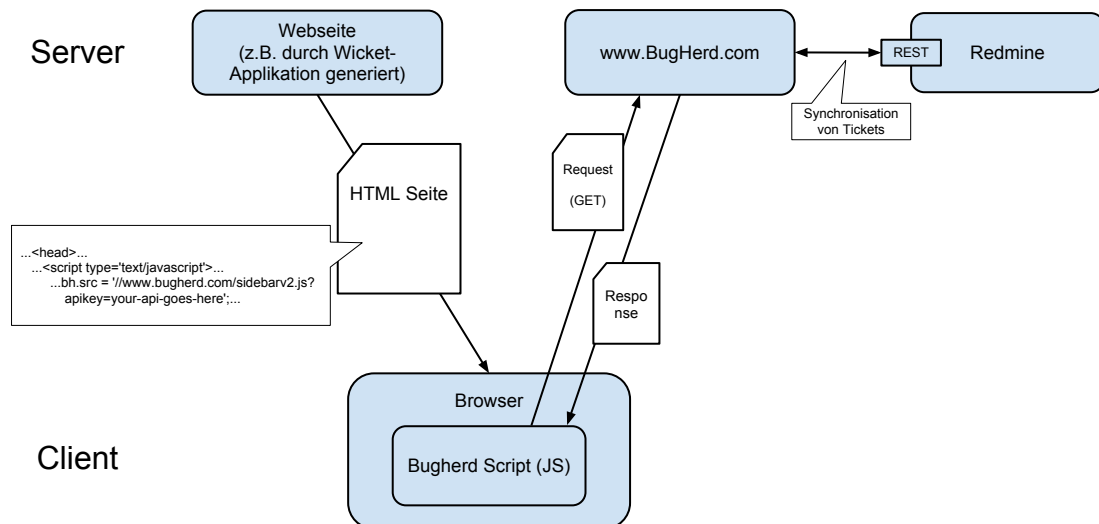 Server
Webseite
(z.B. durch Wicket-
Applikation generiert)
www.BugHerd.com
REST
Redmine
Synchronisation
von Tickets
Request
(GET)
HTML Seite
...<head>...
...<script type='text/javascript'>...
...bh.src = '//www.bugherd.com/sidebarv2.js?
apikey=your-api-goes-here';...
Respo
nse
Browser
Client
Bugherd Script (JS)